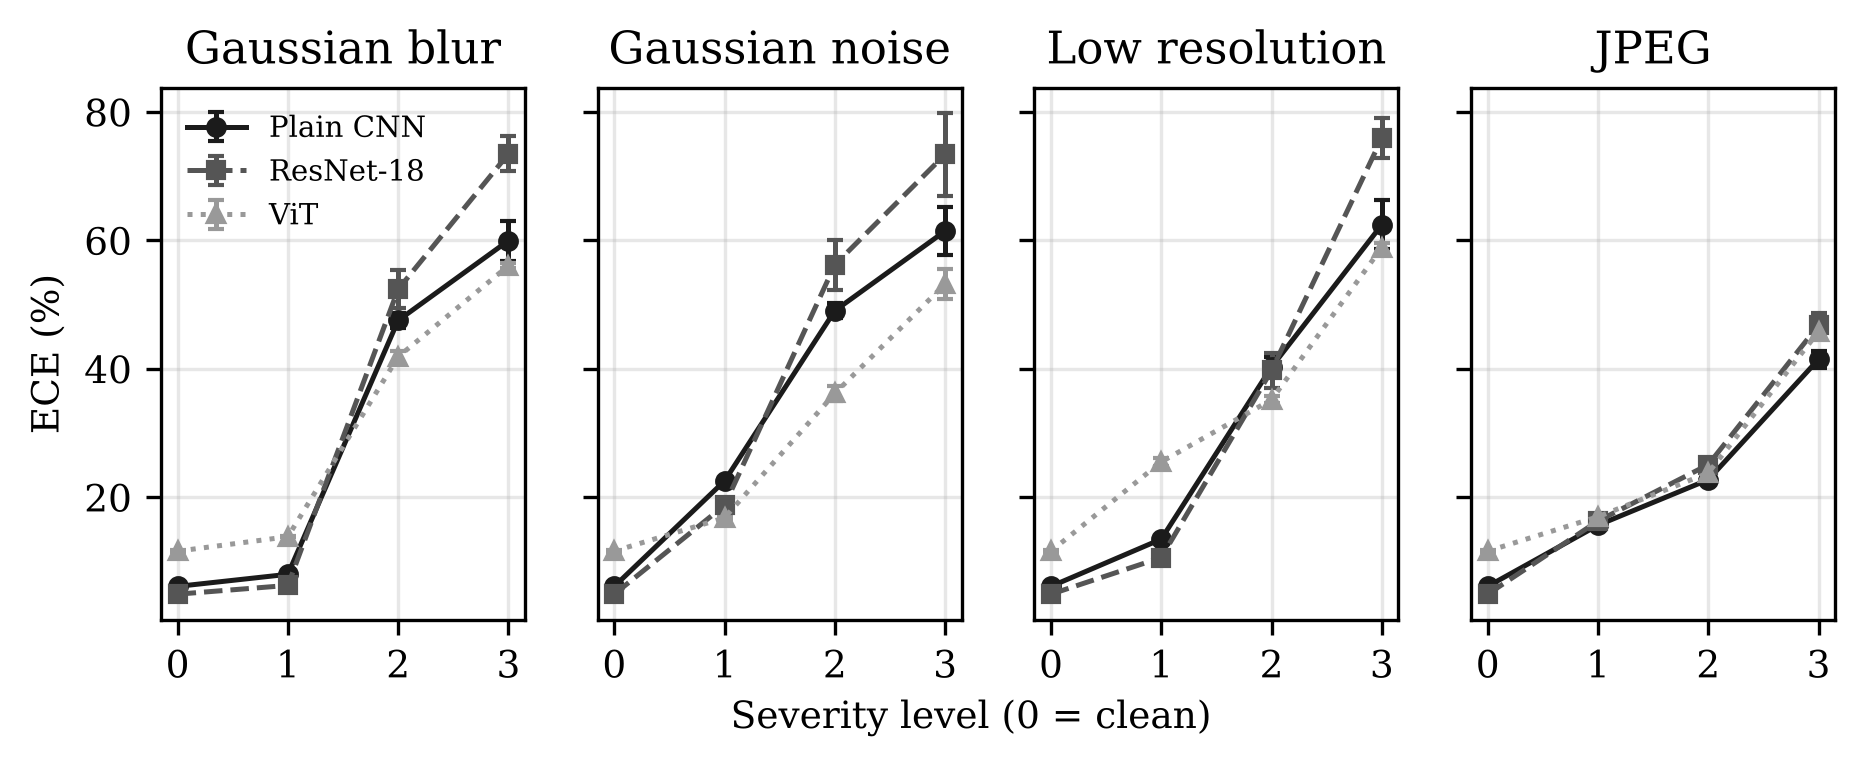 Gaussian blur
Gaussian noise
Low resolution
JPEG
ECE (%)
80
60
40
20
Plain CNN
ResNet-18
ViT
0 1 2 3
0 1 2 3
0 1 2 3
0 1 2 3
Severity level (0 = clean)